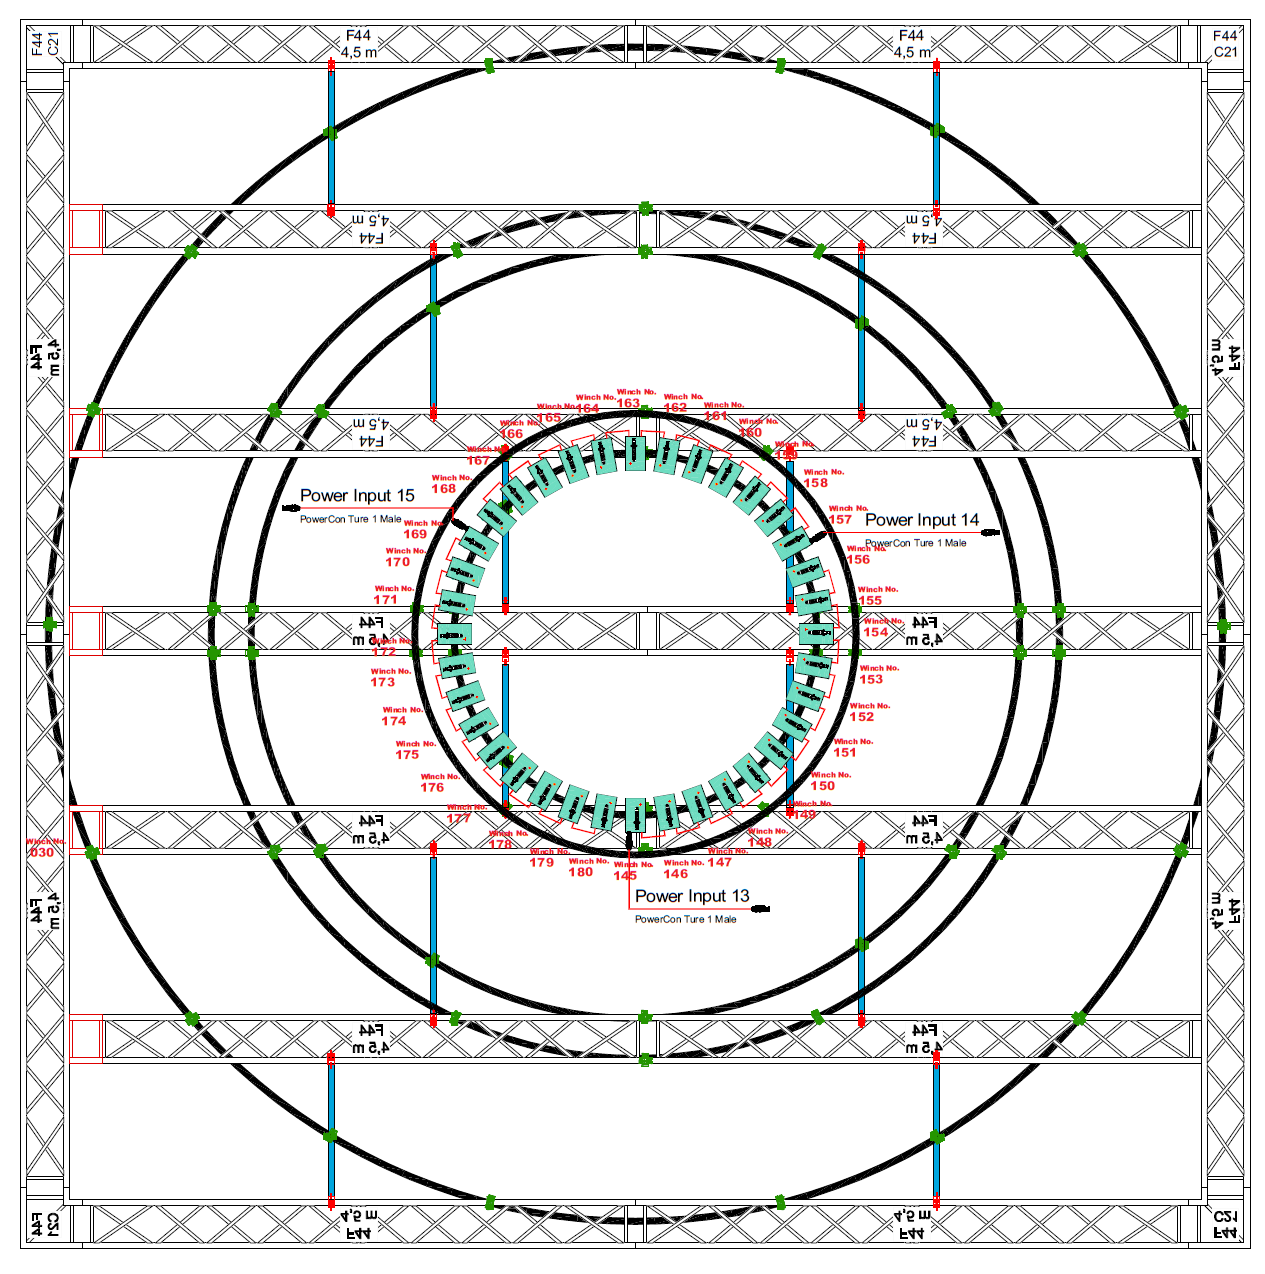 F44
C21
F44
4,5 m
F44
4,5 m
F44
C21
4,5 m
F44
4,5 m
F44
4,5 m
F44
4,5 m
F44
4,5 m
F44
4,5 m
F44
Winch No.
163
Winch No.
164
Winch No.
162
Winch No.
165
Winch No.
161
Winch No.
166
Winch No.
160
Winch No.
167
Winch No.
159
Winch No.
168
Winch No.
158
Power Input 15
PowerCon Ture 1 Male
Winch No.
157
Power Input 14
PowerCon Ture 1 Male
Winch No.
169
Winch No.
170
Winch No.
156
Winch No.
171
Winch No.
155
F44
4,5 m
Winch No.
154
F44
4,5 m
Winch No.
172
Winch No.
173
Winch No.
153
Winch No.
174
Winch No.
152
Winch No.
175
Winch No.
151
Winch No.
176
Winch No.
150
Winch No.
177
Winch No.
149
F44
4,5 m
F44
4,5 m
Winch No.
030
Winch No.
178
Winch No.
148
Winch No.
179
Winch No.
147
Winch No.
180
Winch No.
145
Winch No.
146
Power Input 13
PowerCon Ture 1 Male
4,5 m
F44
4,5 m
F44
F44
4,5 m
F44
4,5 m
C21
F44
4,5 m
F44
4,5 m
F44
C21
F44